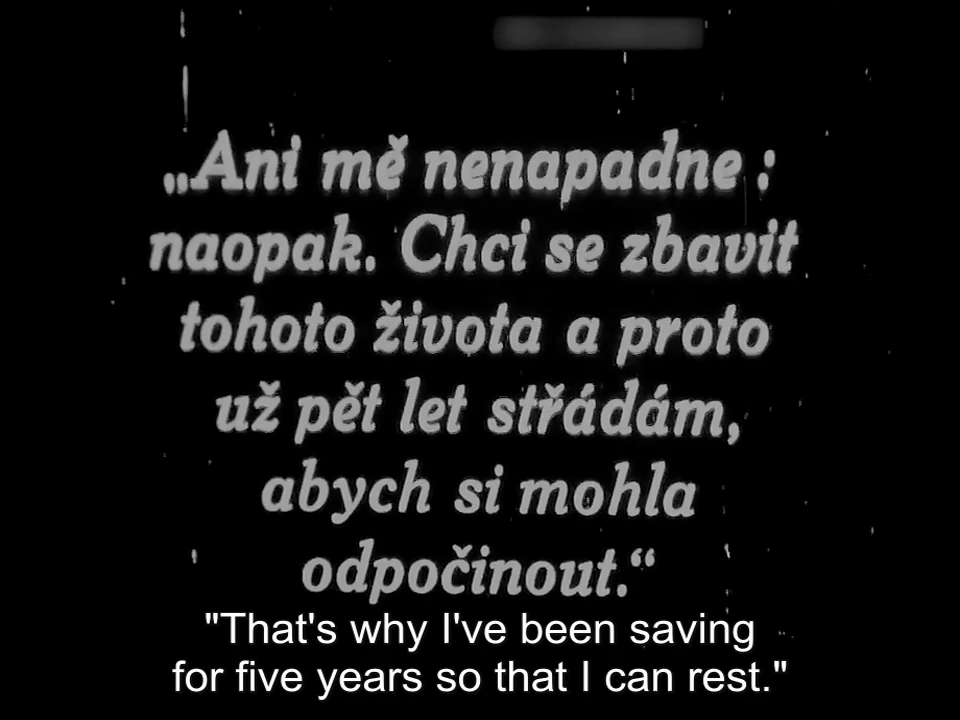 „Ani mě nenapadne :
naopak. Chci se zbavit
tohoto života a proto
už pět let střádám,
abych si mohla
odpočinout.“
"That's why I've been saving
for five years so that I can rest."